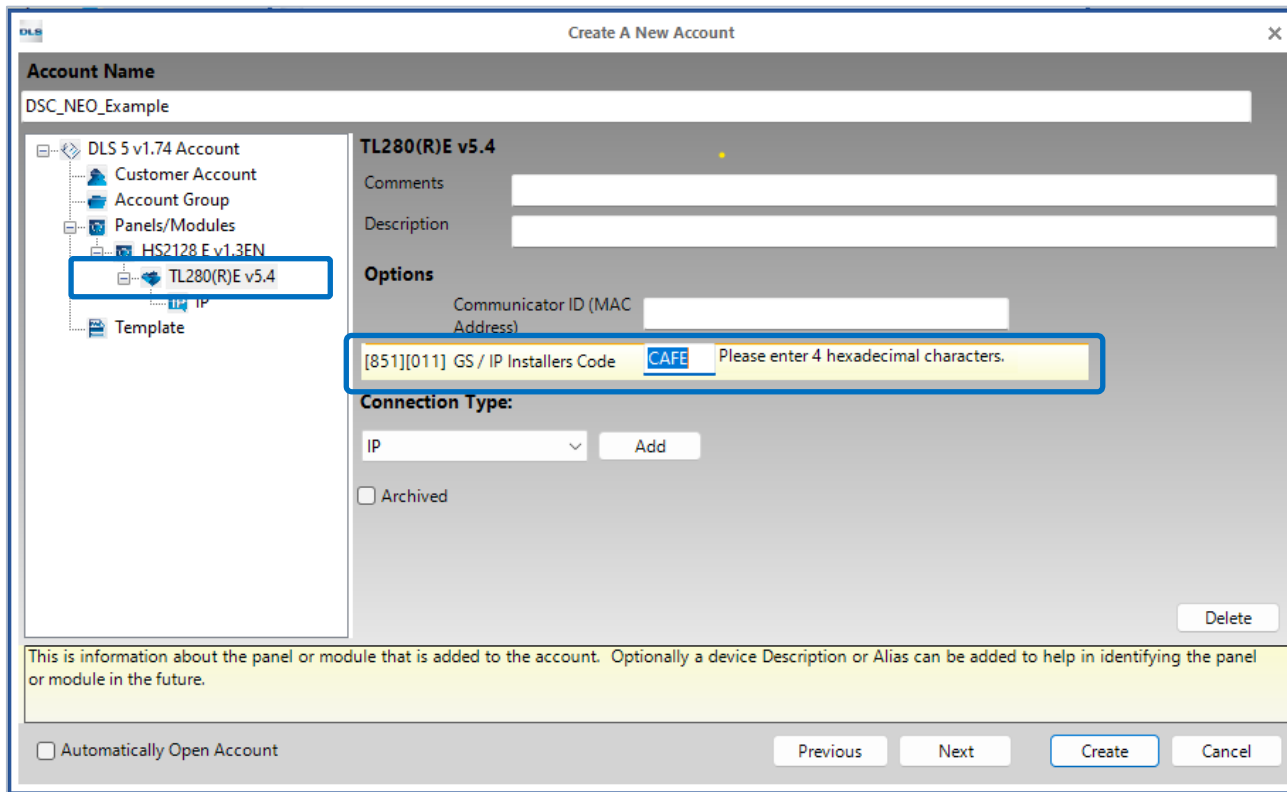 DLS
Create A New Account
Account Name
DSC_NEO_Example
DLS 5 v1.74 Account
Customer Account
Account Group
Panels/Modules
HS2128 E v1.3EN
TL280(R)E v5.4
IP
Template
TL280(R)E v5.4
Comments
Description
Options
Communicator ID (MAC
Address)
[851][011] GS / IP Installers Code CAFE Please enter 4 hexadecimal characters.
Connection Type:
IP Add
Archived
Delete
This is information about the panel or module that is added to the account. Optionally a device Description or Alias can be added to help in identifying the panel
or module in the future.
Automatically Open Account Previous Next Create Cancel